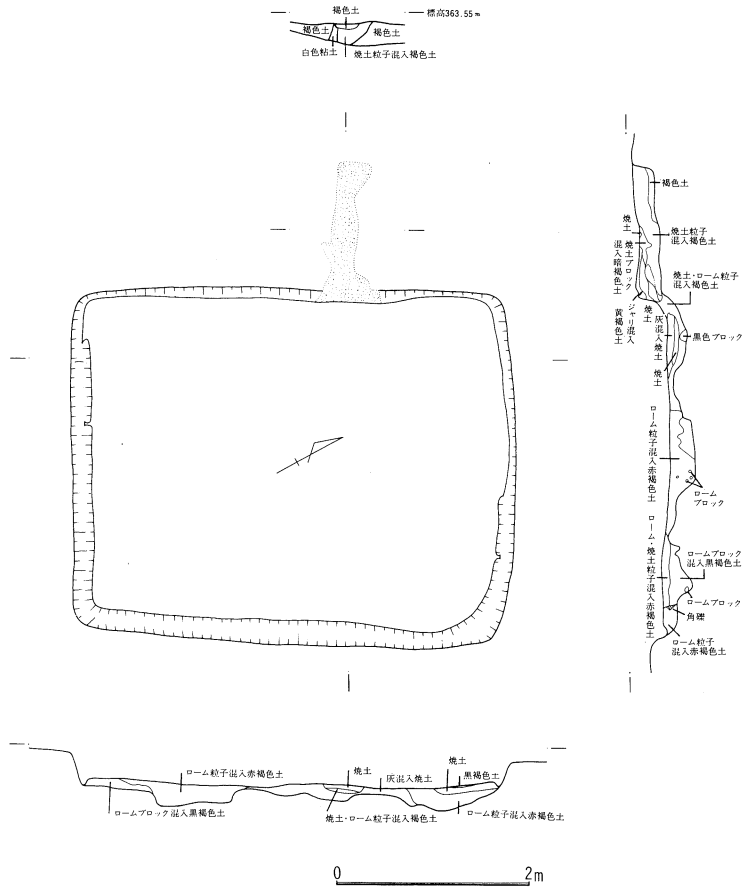 褐色土
標高363.55m
褐色土
褐色土
白色粘土
焼土粒子混入褐色土
褐色土
焼土
焼土粒子
混入褐色土
焼土ブロック
混入暗褐色土
焼土・ローム粒子
混入褐色土
ジャリ混入
黄褐色土
焼土
灰混入焼土
黒色ブロック
焼土
ローム粒子混入赤褐色土
ローム
ブロック
ローム・焼土粒子混入赤褐色土
ロームブロック
混入黒褐色土
ロームブロック
角礫
ローム粒子
混入赤褐色土
ローム粒子混入赤褐色土
焼土
灰混入焼土
焼土
黒褐色土
ロームブロック混入黒褐色土
焼土・ローム粒子混入褐色土
ローム粒子混入赤褐色土
0
2m